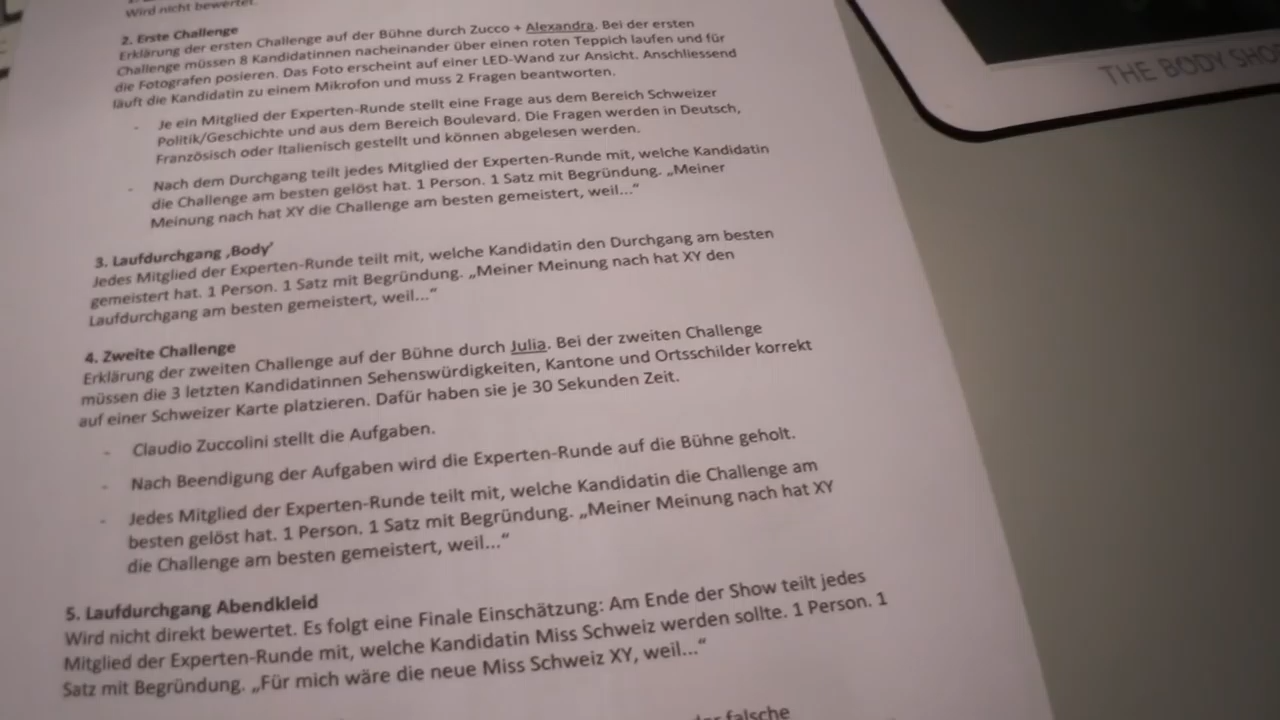 Wird nicht bewertet.
2. Erste Challenge
Erklärung der ersten Challenge auf der Bühne durch Zucco + Alexandra. Bei der ersten
Challenge müssen 8 Kandidatinnen nacheinander über einen roten Teppich laufen und für
die Fotografen posieren. Das Foto erscheint auf einer LED-Wand zur Ansicht. Anschliessend
läuft die Kandidatin zu einem Mikrofon und muss 2 Fragen beantworten.
- Je ein Mitglied der Experten-Runde stellt eine Frage aus dem Bereich Schweizer
Politik/Geschichte und aus dem Bereich Boulevard. Die Fragen werden in Deutsch,
Französisch oder Italienisch gestellt und können abgelesen werden.
- Nach dem Durchgang teilt jedes Mitglied der Experten-Runde mit, welche Kandidatin
die Challenge am besten gelöst hat. 1 Person. 1 Satz mit Begründung. „Meiner
Meinung nach hat XY die Challenge am besten gemeistert, weil...“
3. Laufdurchgang ‚Body’
Jedes Mitglied der Experten-Runde teilt mit, welche Kandidatin den Durchgang am besten
gemeistert hat. 1 Person. 1 Satz mit Begründung. „Meiner Meinung nach hat XY den
Laufdurchgang am besten gemeistert, weil...“
4. Zweite Challenge
Erklärung der zweiten Challenge auf der Bühne durch Julia. Bei der zweiten Challenge
müssen die 3 letzten Kandidatinnen Sehenswürdigkeiten, Kantone und Ortsschilder korrekt
auf einer Schweizer Karte platzieren. Dafür haben sie je 30 Sekunden Zeit.
- Claudio Zuccolini stellt die Aufgaben.
- Nach Beendigung der Aufgaben wird die Experten-Runde auf die Bühne geholt.
- Jedes Mitglied der Experten-Runde teilt mit, welche Kandidatin die Challenge am
besten gelöst hat. 1 Person. 1 Satz mit Begründung. „Meiner Meinung nach hat XY
die Challenge am besten gemeistert, weil...“
5. Laufdurchgang Abendkleid
Wird nicht direkt bewertet. Es folgt eine Finale Einschätzung: Am Ende der Show teilt jedes
Mitglied der Experten-Runde mit, welche Kandidatin Miss Schweiz werden sollte. 1 Person. 1
Satz mit Begründung. „Für mich wäre die neue Miss Schweiz XY, weil...“
falsche
THE BODY SHO